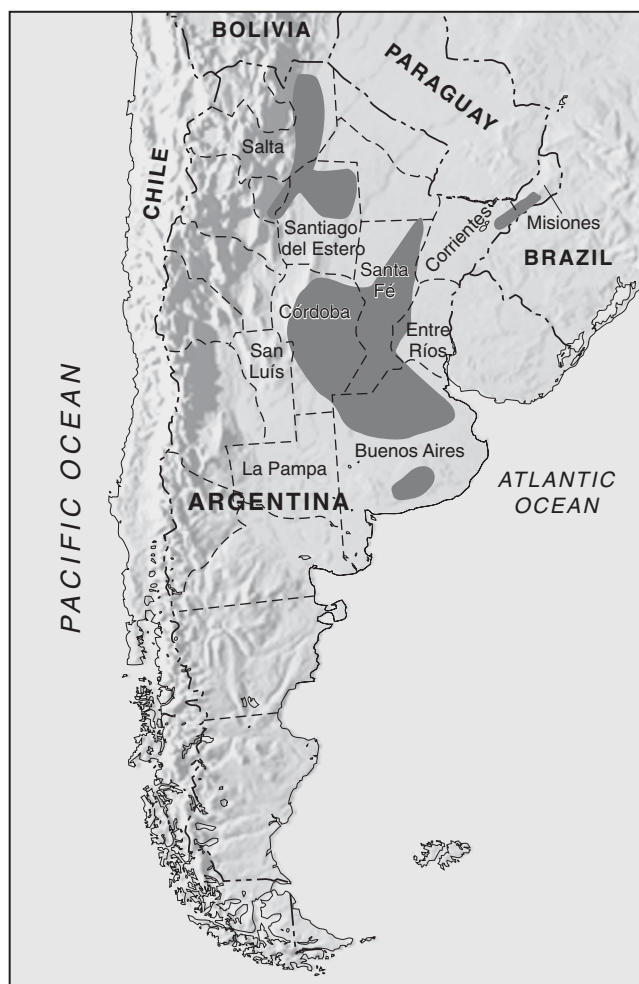 BOLIVIA
PARAGUAY
CHILE
Salta
Corrientes
Misiones
Santiago
del Estero
BRAZIL
Santa
Fé
Córdoba
Entre
Ríos
San
Luís
PACIFIC OCEAN
Buenos Aires
La Pampa
ATLANTIC
OCEAN
ARGENTINA